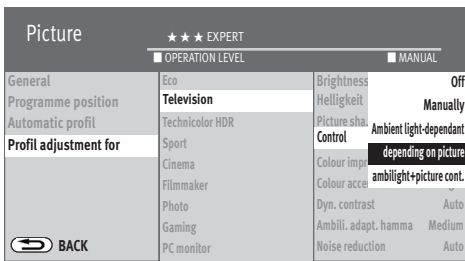 Picture
★★★ EXPERT
OPERATION LEVEL
MANUAL
General
Programme position
Automatic profil
Profil adjustment for
BACK
Eco
Television
Technicolor HDR
Sport
Cinema
Filmmaker
Photo
Gaming
PC monitor
Brightness
Helligkeit
Picture sha.
Control
Colour impr
Colour acce
Dyn. contrast Auto
Ambili. adapt. hamma Medium
Noise reduction Auto
Off
Manually
Ambient light-dependant
depending on picture
ambilight+picture cont.